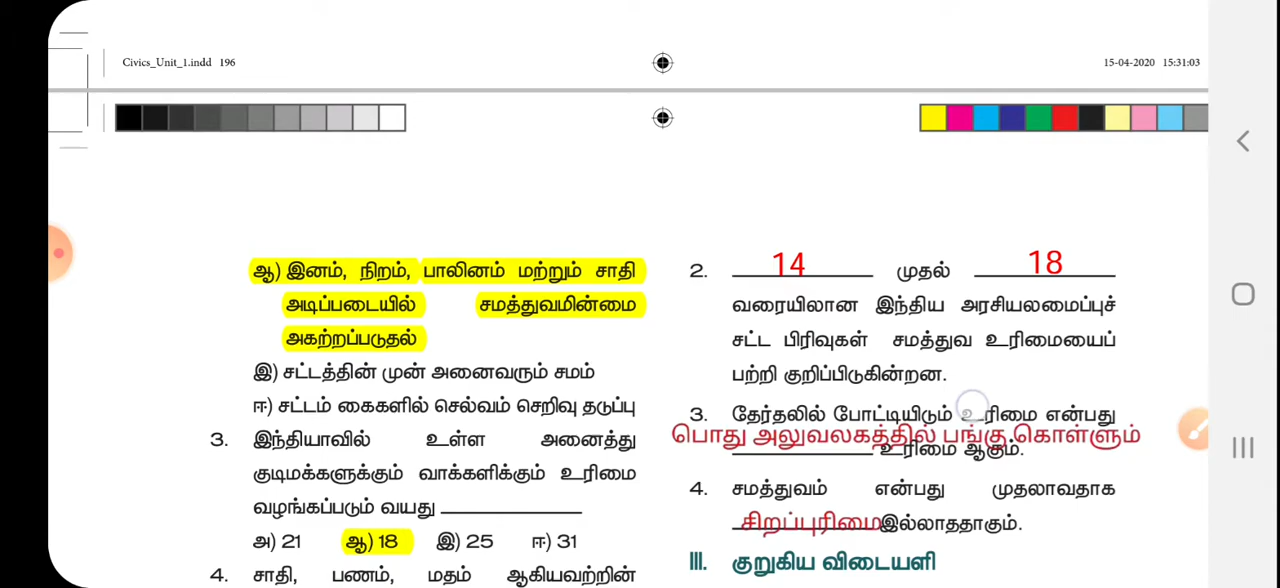 Civics_Unit_1.indd 196
15-04-2020 15:31:03
ஆ) இனம், நிறம், பாலினம் மற்றும் சாதி
அடிப்படையில் சமத்துவமின்மை
அகற்றப்படுதல்
இ) சட்டத்தின் முன் அனைவரும் சமம்
ஈ) சட்டம் கைகளில் செல்வம் செறிவு தடுப்பு
3. இந்தியாவில் உள்ள அனைத்து
குடிமக்களுக்கும் வாக்களிக்கும் உரிமை
வழங்கப்படும் வயது ____________
அ) 21 ஆ) 18 இ) 25 ஈ) 31
4. சாதி, பணம், மதம் ஆகியவற்றின்
2. 14 முதல் 18
வரையிலான இந்திய அரசியலமைப்புச்
சட்ட பிரிவுகள் சமத்துவ உரிமையைப்
பற்றி குறிப்பிடுகின்றன.
3. தேர்தலில் போட்டியிடும் உரிமை என்பது
பொது அலுவலகத்தில் பங்கு கொள்ளும்
____________ உரிமை ஆகும்.
4. சமத்துவம் என்பது முதலாவதாக
சிறப்புரிமை இல்லாததாகும்.
III. குறுகிய விடையளி